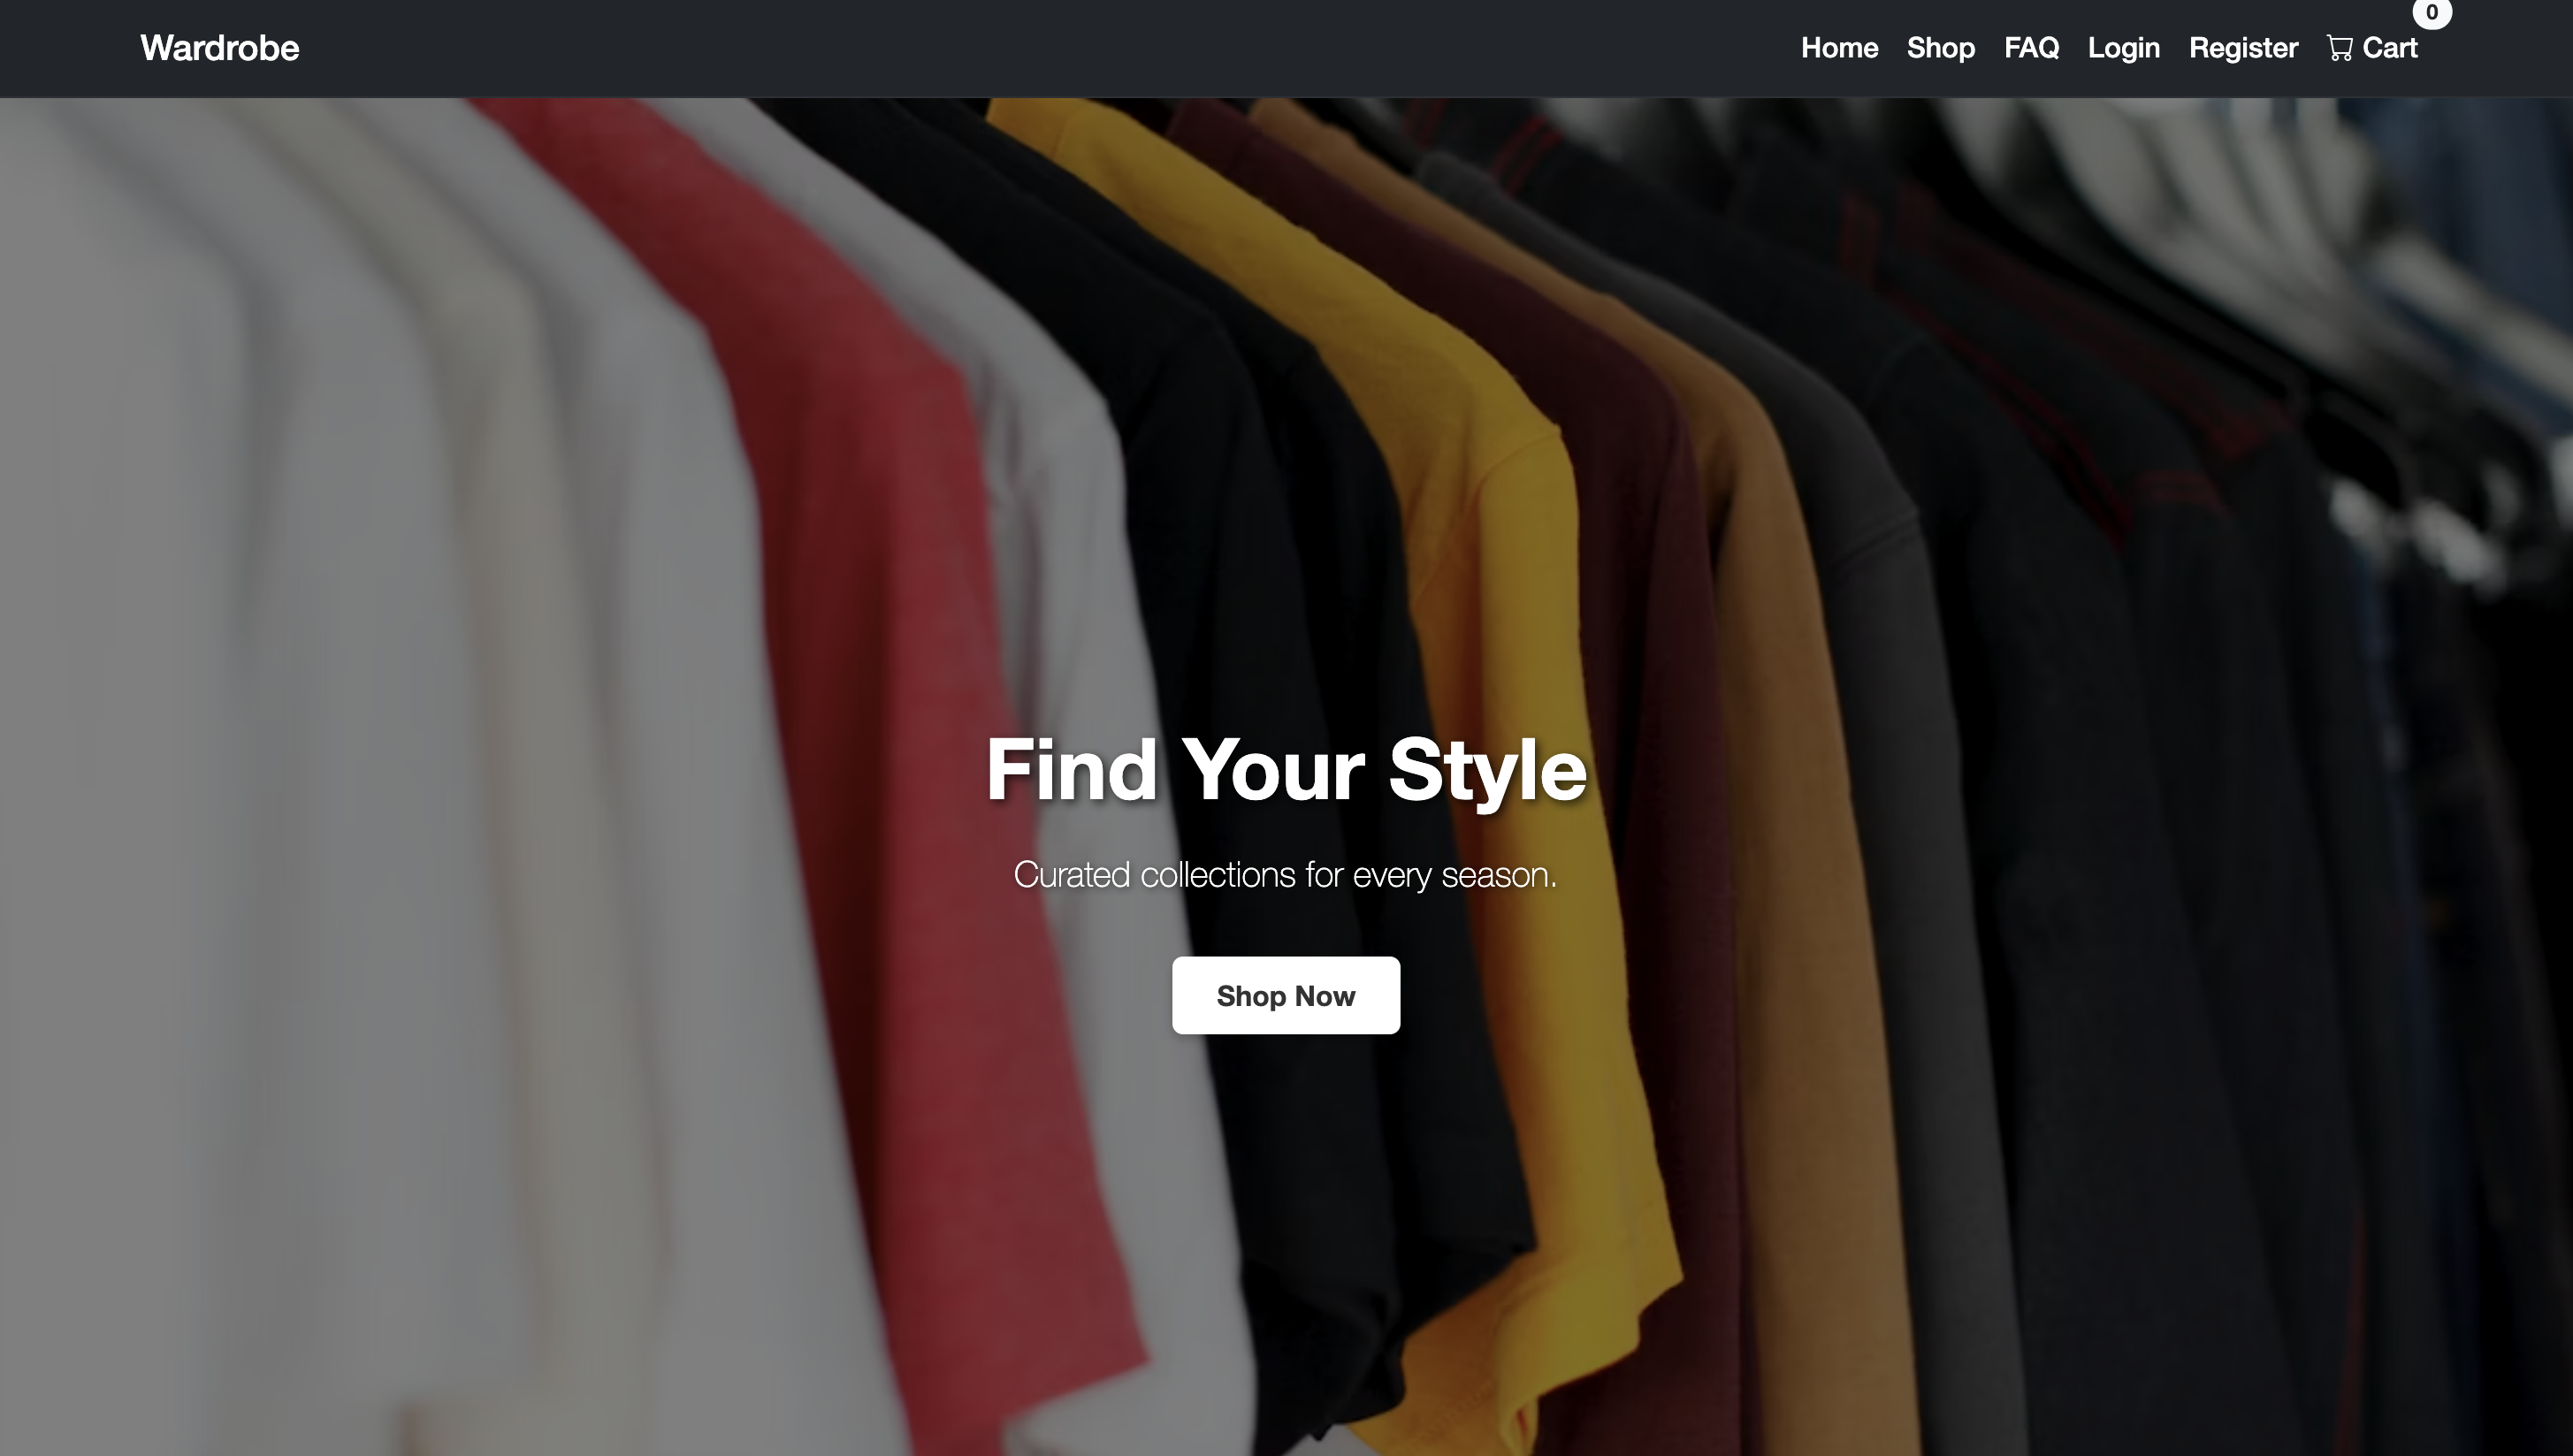 0
Wardrobe Home Shop FAQ Login Register Cart
Find Your Style
Curated collections for every season.
Shop Now